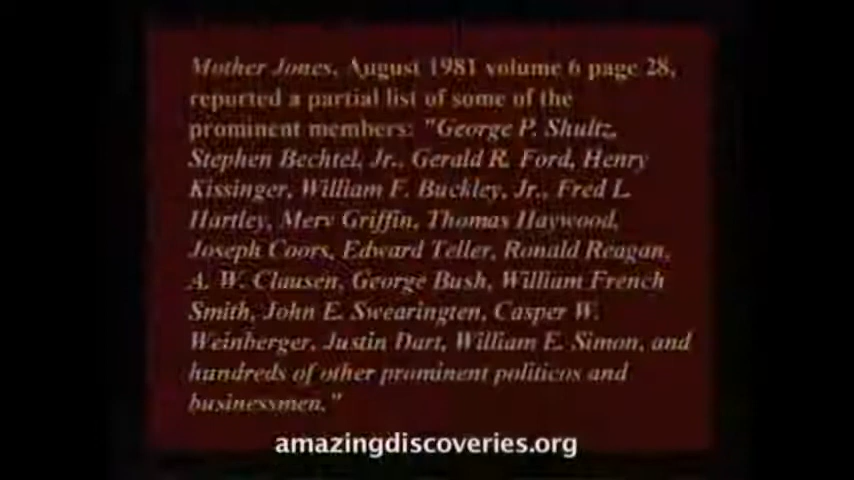 Mother Jones, August 1981 volume 6 page 28,
reported a partial list of some of the
prominent members: "George P. Shultz,
Stephen Bechtel, Jr., Gerald R. Ford, Henry
Kissinger, William F. Buckley, Jr., Fred L.
Hartley, Merv Griffin, Thomas Haywood,
Joseph Coors, Edward Teller, Ronald Reagan,
A. W. Clausen, George Bush, William French
Smith, John E. Swearingten, Casper W.
Weinberger, Justin Dart, William E. Simon, and
hundreds of other prominent politicos and
businessmen."
amazingdiscoveries.org